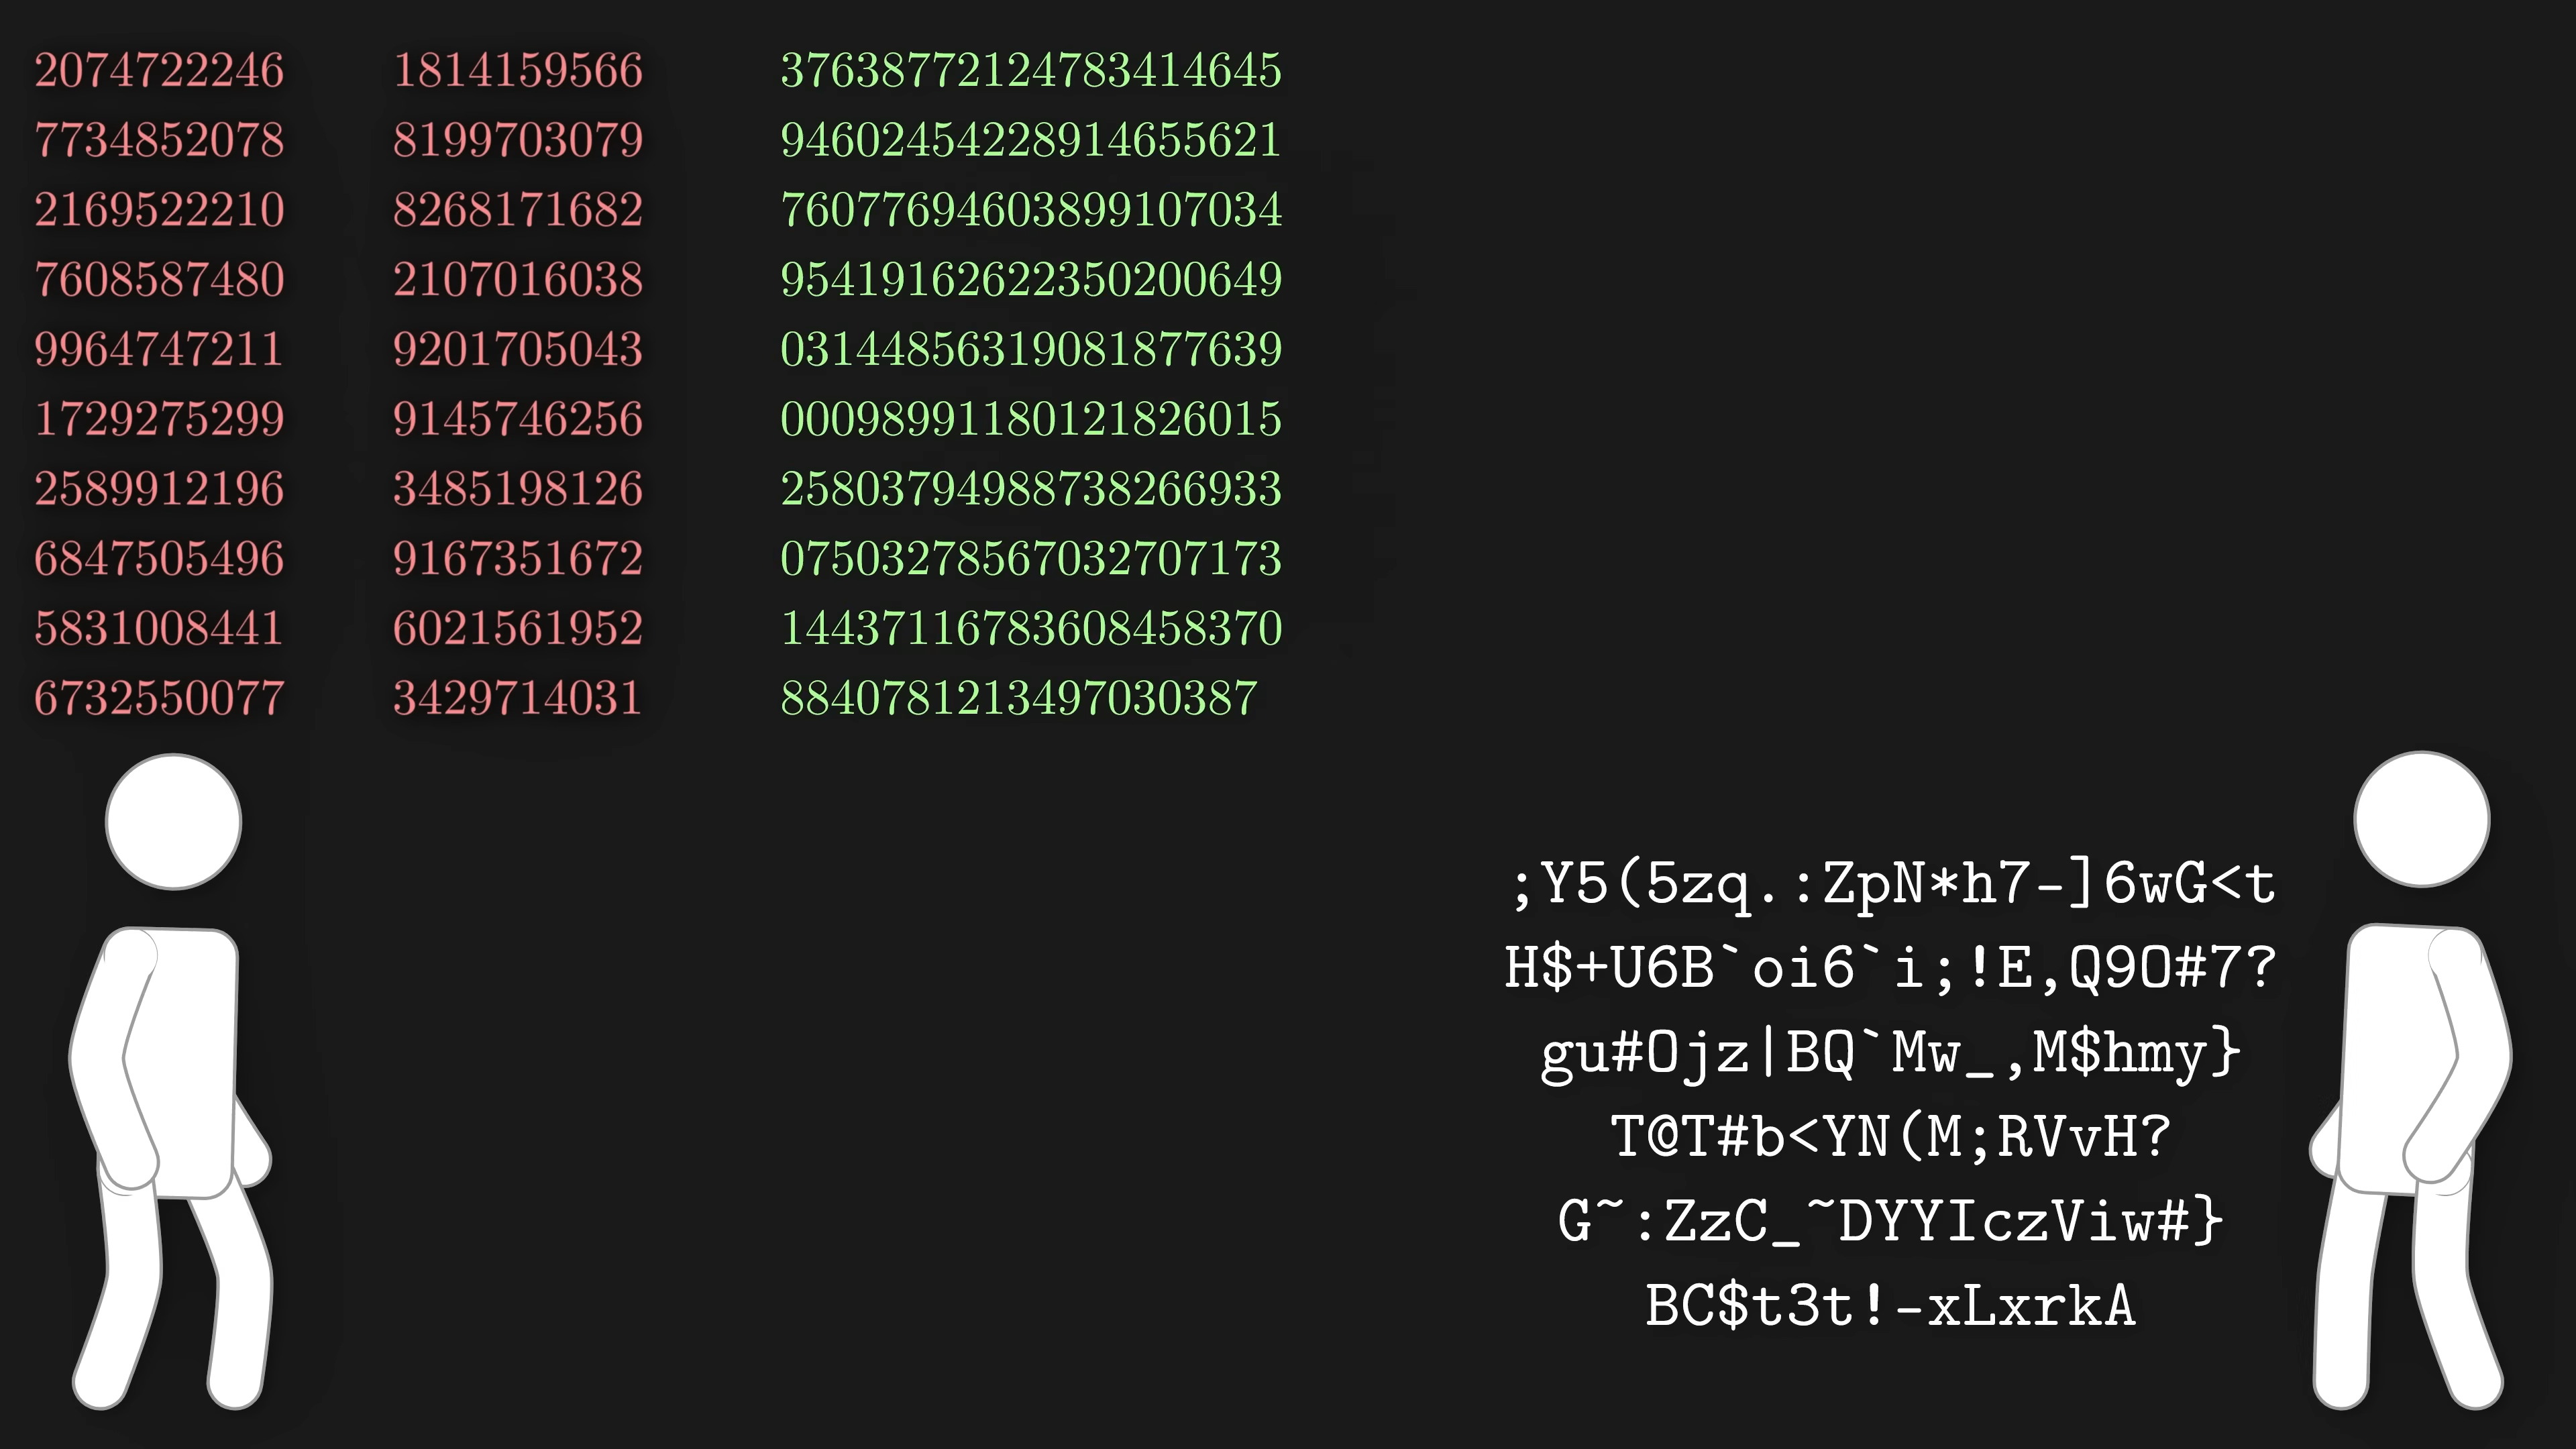 2074722246 1814159566 37638772124783414645
7734852078 8199703079 94602454228914655621
2169522210 8268171682 76077694603899107034
7608587480 2107016038 95419162622350200649
9964747211 9201705043 03144856319081877639
1729275299 9145746256 00098991180121826015
2589912196 3485198126 25803794988738266933
6847505496 9167351672 07503278567032707173
5831008441 6021561952 14437116783608458370
6732550077 3429714031 8840781213497030387
;Y5(5zq.:ZpN*h7-]6wG<t
H$+U6B`oi6`i;!E,Q9O#7?
gu#Ojz|BQ`Mw_,M$hmy}
T@T#b<YN(M;RVvH?
G~:ZzC_~DYYIczViw#}
BC$t3t!-xLxrkA